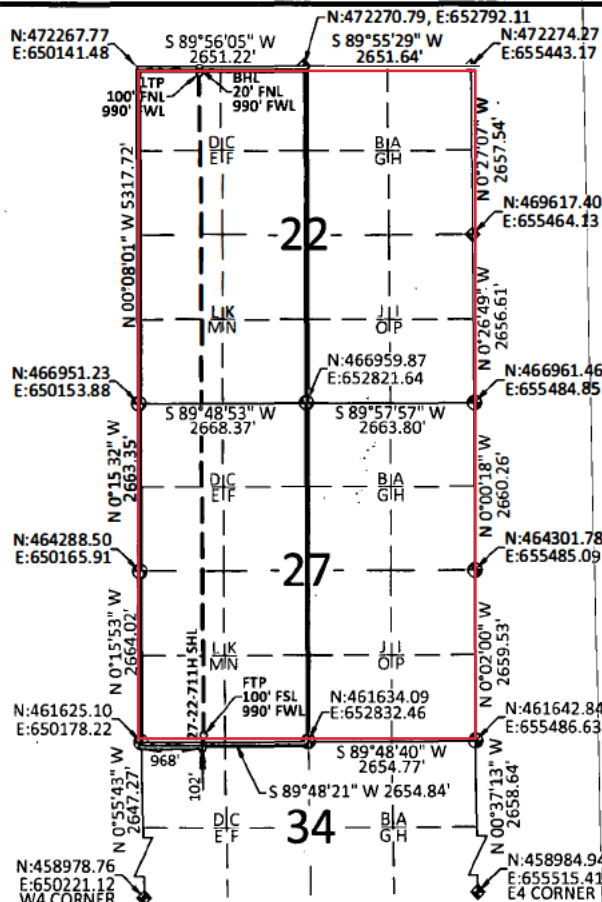 N:472270.79, E:652792.11
N:472267.77
E:650141.48
S 89°56'05" W
2651.22'
S 89°55'29" W
2651.64'
N:472274.27
E:655443.17
LTP
100' FNL
990' FWL
BHL
20' FNL
990' FWL
N 0°27'07" W
2657.54'
D C
E F
B A
G H
N 00°08'01" W 5317.72'
22
N:469617.40
E:655464.13
L K
M N
J I
O P
N 0°26'49" W
2656.61'
N:466951.23
E:650153.88
N:466959.87
E:652821.64
N:466961.46
E:655484.85
S 89°48'53" W
2668.37'
S 89°57'57" W
2663.80'
N 0°15'32" W
2663.35'
D C
E F
B A
G H
N 0°00'18" W
2660.26'
N:464288.50
E:650165.91
27
N:464301.78
E:655485.09
N 0°15'53" W
2664.02'
27-22-711H SHL
L K
M N
J I
O P
N 0°02'00" W
2659.53'
FTP
100' FSL
990' FWL
N:461625.10
E:650178.22
N:461634.09
E:652832.46
N:461642.84
E:655486.63
968'
102'
S 89°48'40" W
2654.77'
S 89°48'21" W 2654.84'
N 0°55'43" W
2647.27'
D C
E F
34
B A
G H
N 00°37'13" W
2658.64'
N:458978.76
E:650221.12
W4 CORNER
N:458984.94
E:655515.41
E4 CORNER